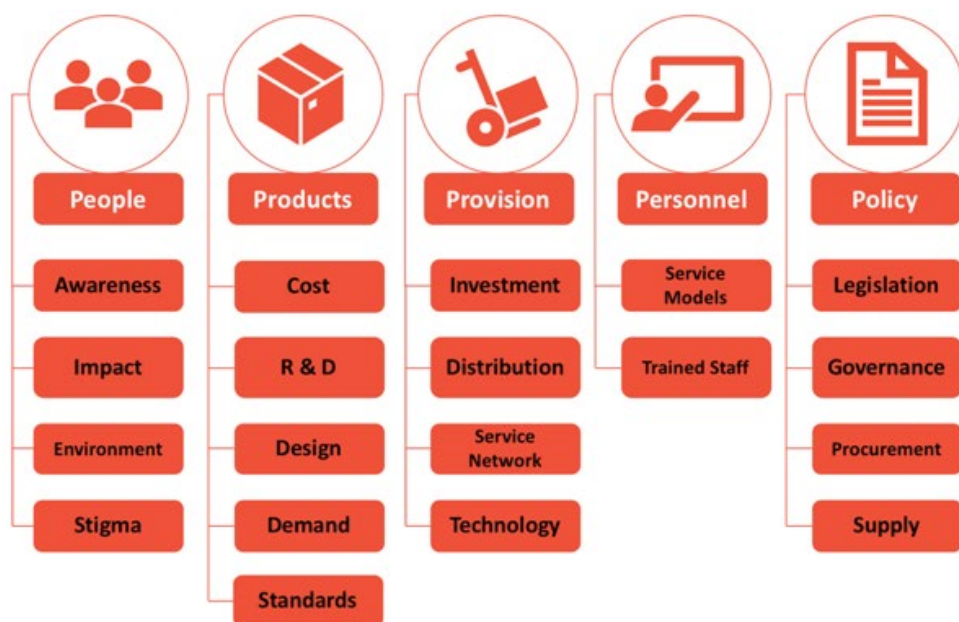 People
Awareness
Impact
Environment
Stigma
Products
Cost
R & D
Design
Demand
Standards
Provision
Investment
Distribution
Service
Network
Technology
Personnel
Service
Models
Trained Staff
Policy
Legislation
Governance
Procurement
Supply